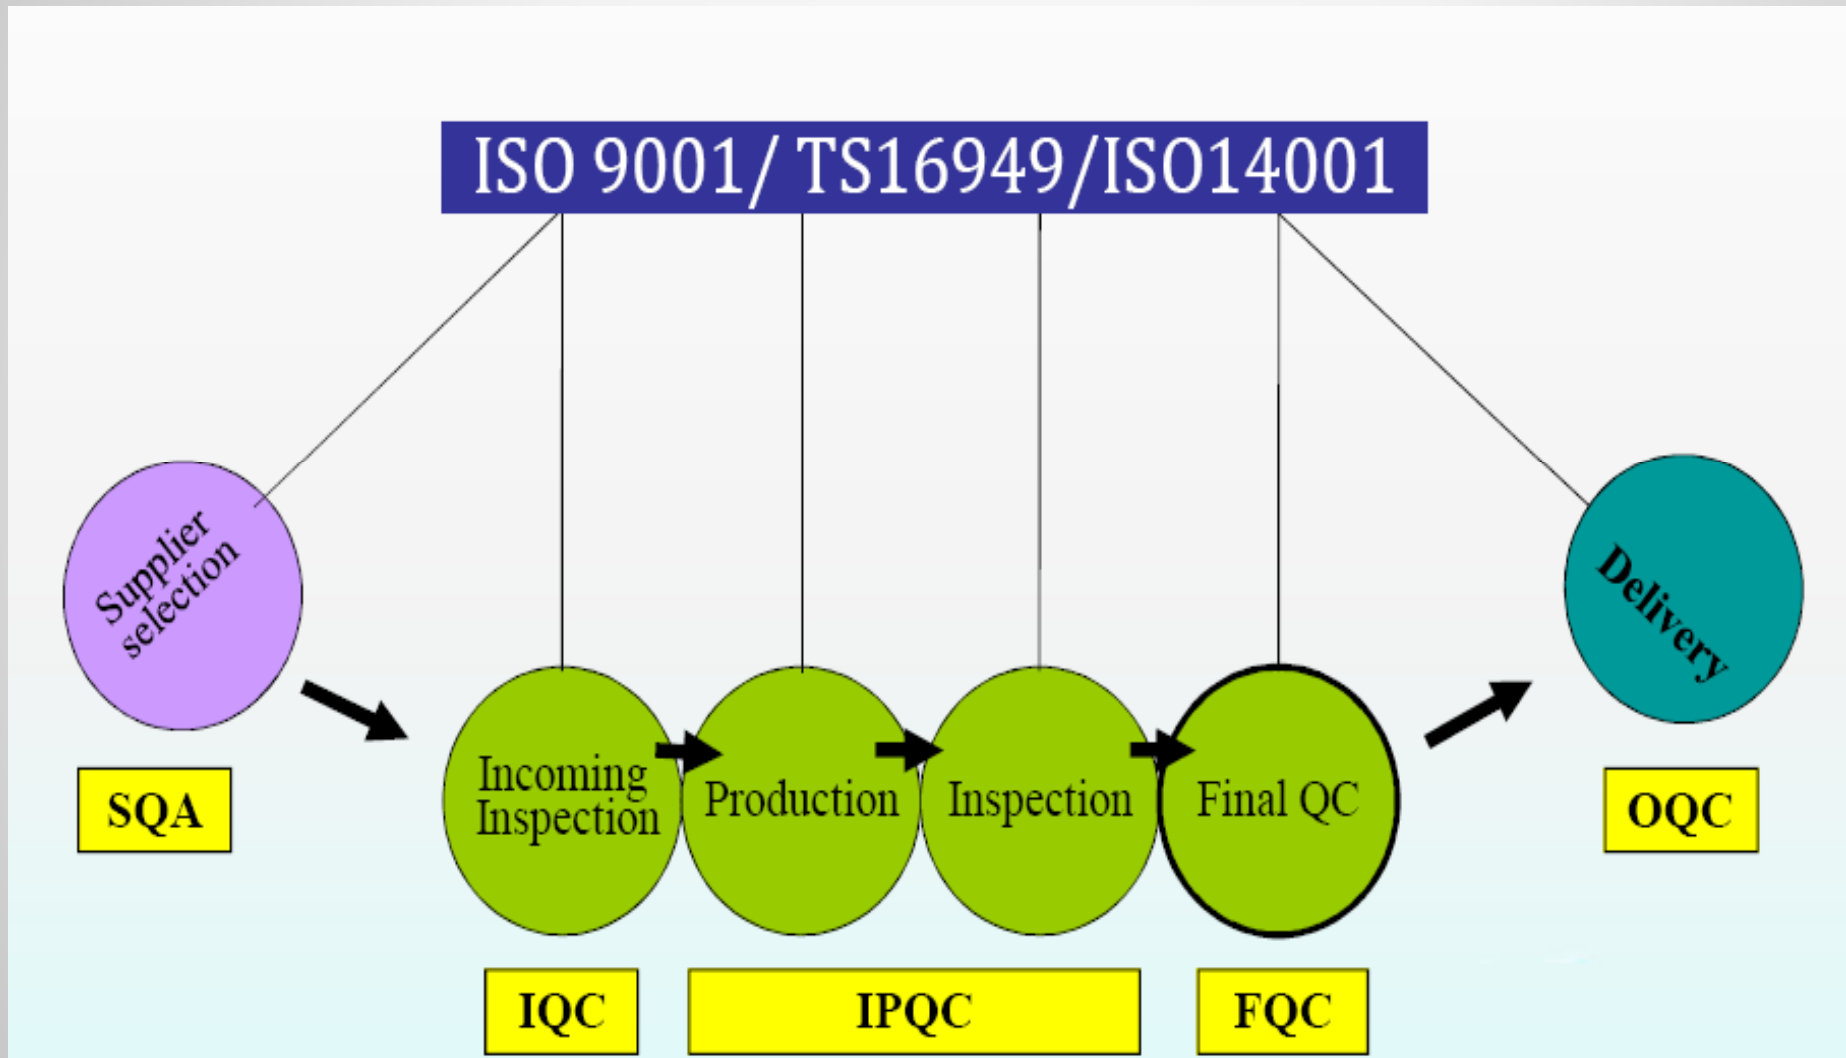 ISO 9001/ TS16949/ISO14001
Supplier
selection
Delivery
Incoming
Inspection
Production
Inspection
Final QC
SQA
OQC
IQC
IPQC
FQC